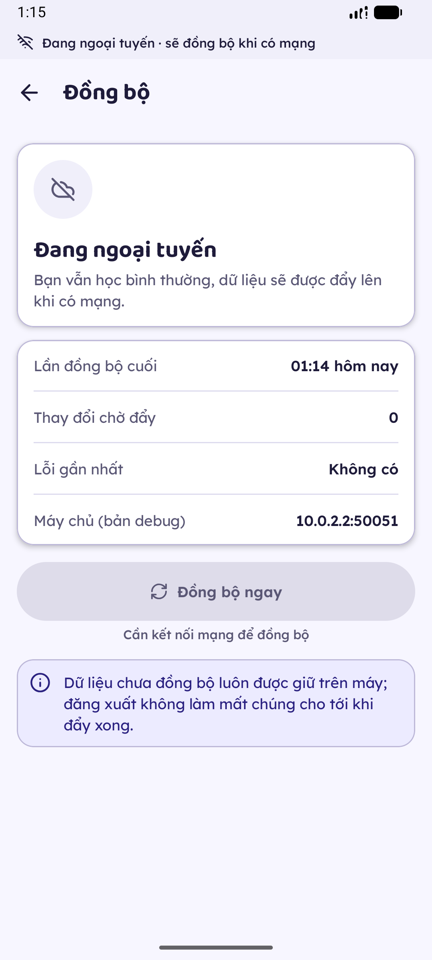 1:15
Đang ngoại tuyến · sẽ đồng bộ khi có mạng
Đồng bộ
Đang ngoại tuyến
Bạn vẫn học bình thường, dữ liệu sẽ được đẩy lên
khi có mạng.
Lần đồng bộ cuối 01:14 hôm nay
Thay đổi chờ đẩy 0
Lỗi gần nhất Không có
Máy chủ (bản debug) 10.0.2.2:50051
Đồng bộ ngay
Cần kết nối mạng để đồng bộ
Dữ liệu chưa đồng bộ luôn được giữ trên máy;
đăng xuất không làm mất chúng cho tới khi
đẩy xong.